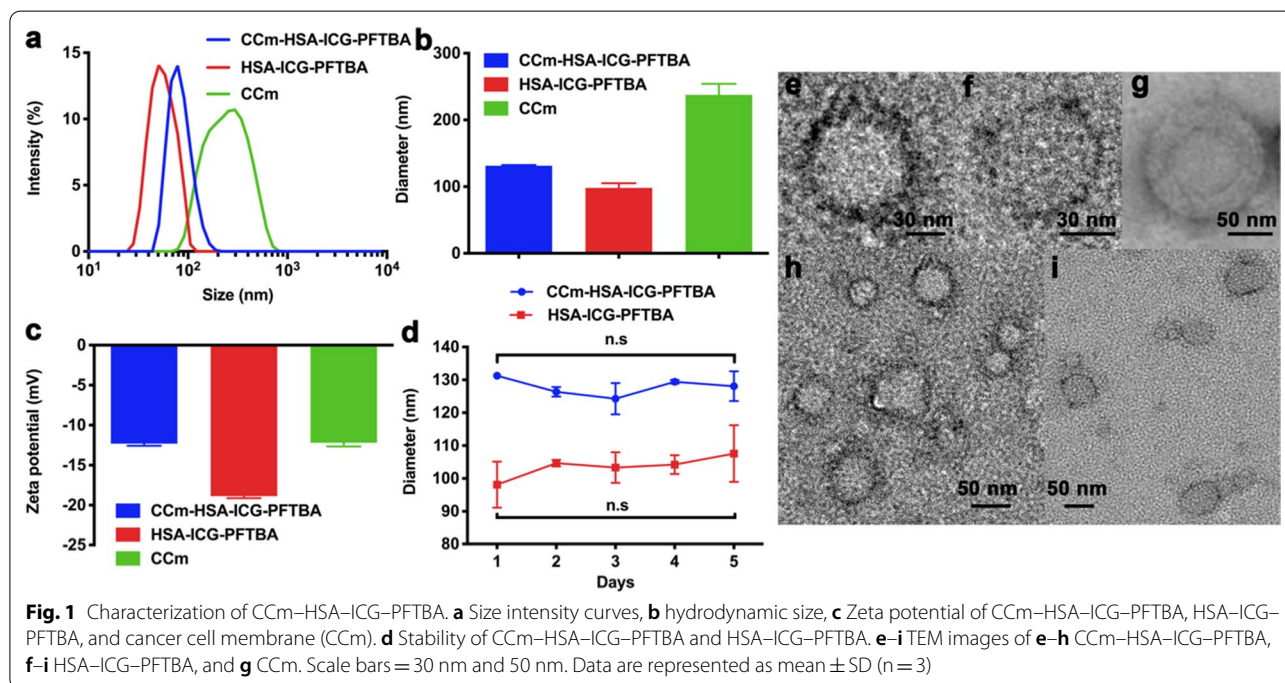 a
CCm-HSA-ICG-PFTBA
HSA-ICG-PFTBA
CCm
15
10
5
0
Intensity (%)
10¹ 10² 10³ 10⁴
Size (nm)
b
CCm-HSA-ICG-PFTBA
HSA-ICG-PFTBA
CCm
300
200
100
0
Diameter (nm)
c
0
-5
-10
-15
-20
-25
Zeta potential (mV)
CCm-HSA-ICG-PFTBA
HSA-ICG-PFTBA
CCm
d
CCm-HSA-ICG-PFTBA
HSA-ICG-PFTBA
n.s
140
130
120
110
100
90
80
Diameter (nm)
n.s
1 2 3 4 5
Days
e f g
30 nm 30 nm 50 nm
h i
50 nm 50 nm
Fig. 1 Characterization of CCm–HSA–ICG–PFTBA. a Size intensity curves, b hydrodynamic size, c Zeta potential of CCm–HSA–ICG–PFTBA, HSA–ICG–
PFTBA, and cancer cell membrane (CCm). d Stability of CCm–HSA–ICG–PFTBA and HSA–ICG–PFTBA. e–i TEM images of e–h CCm–HSA–ICG–PFTBA,
f–i HSA–ICG–PFTBA, and g CCm. Scale bars = 30 nm and 50 nm. Data are represented as mean ± SD (n = 3)